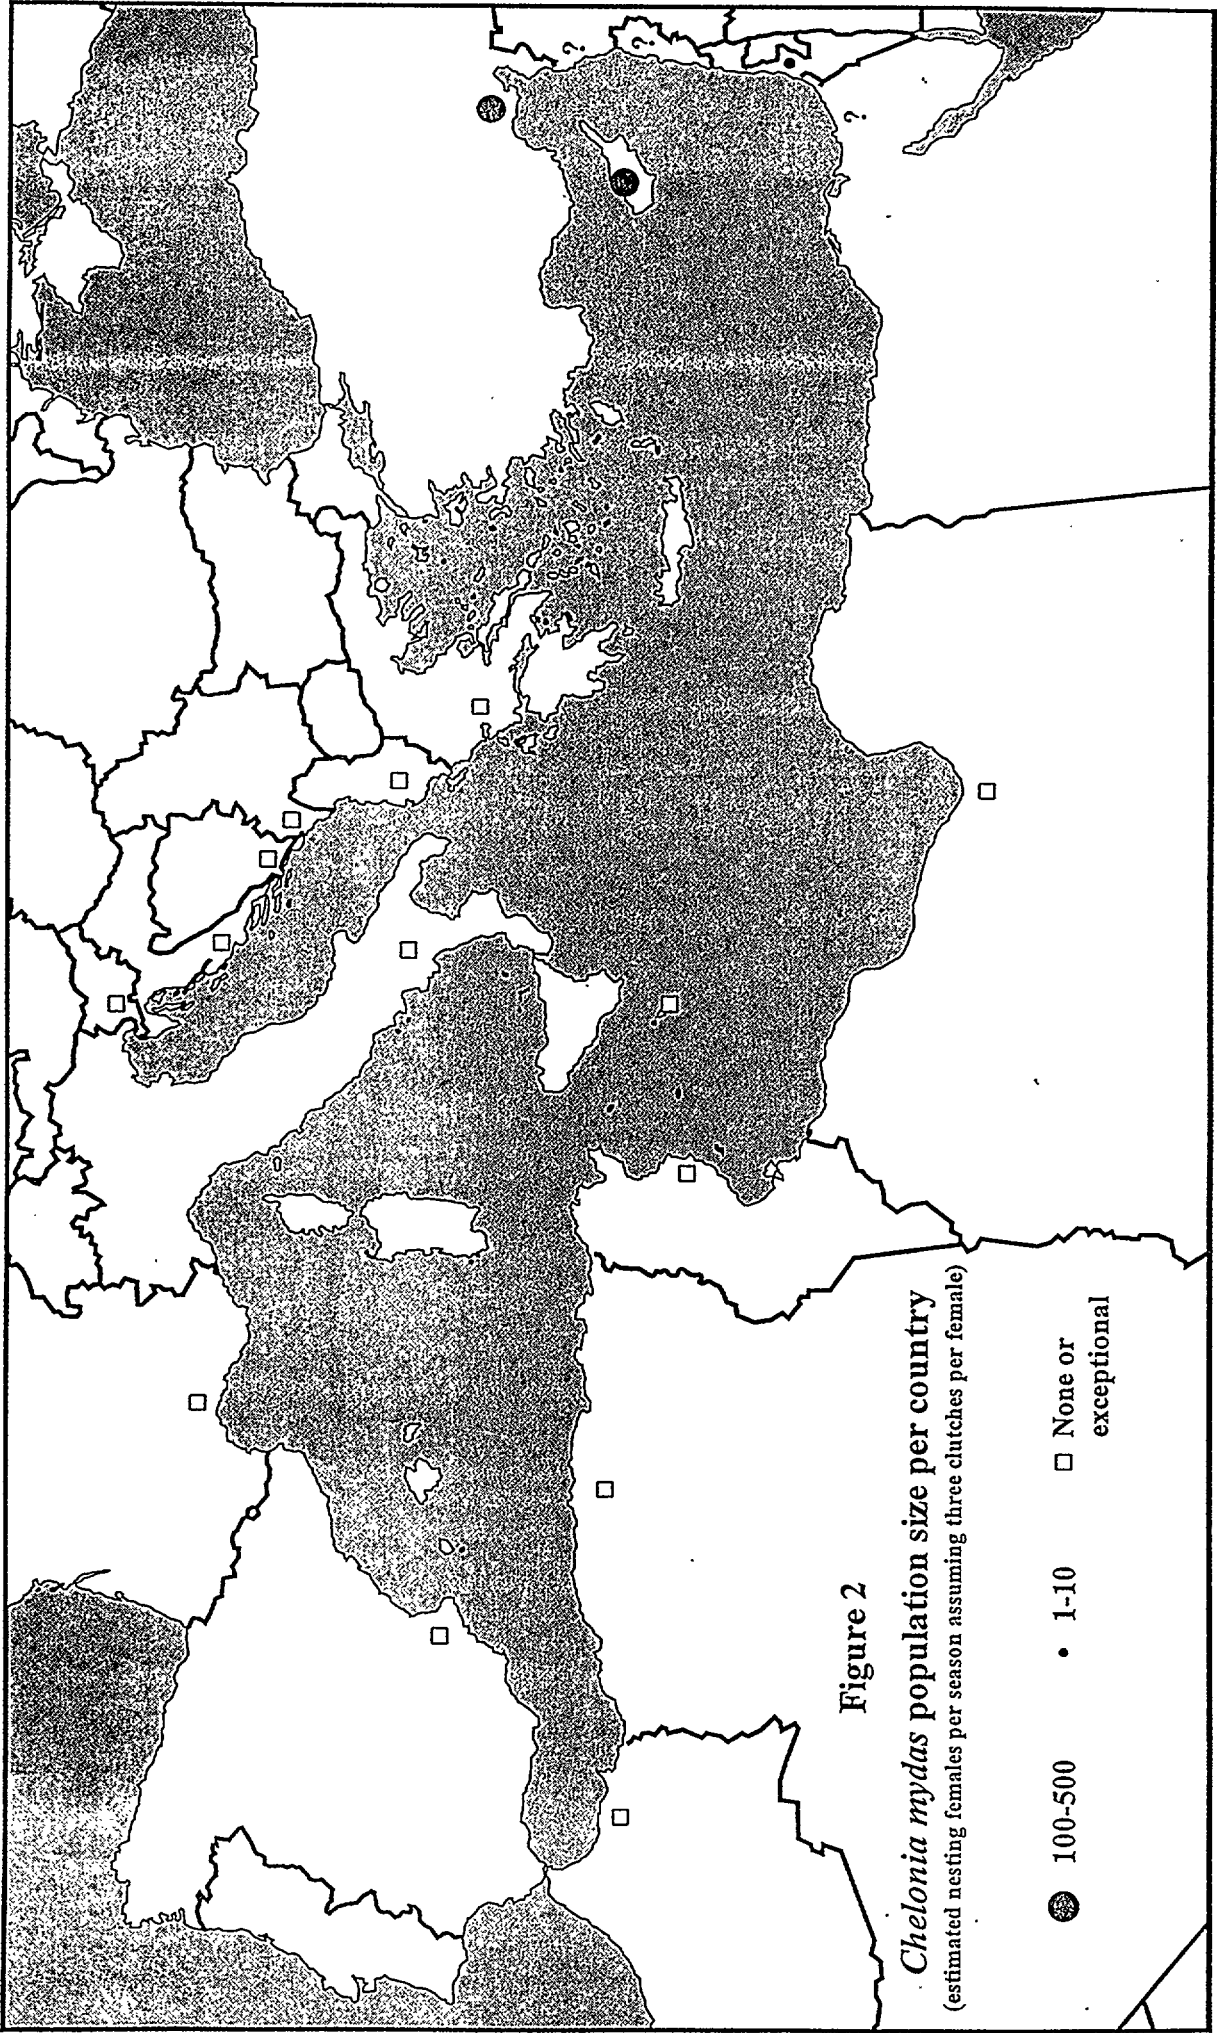 ?
?
?
Figure 2
Chelonia mydas population size per country
(estimated nesting females per season assuming three clutches per female)
100-500
1-10
None or
exceptional